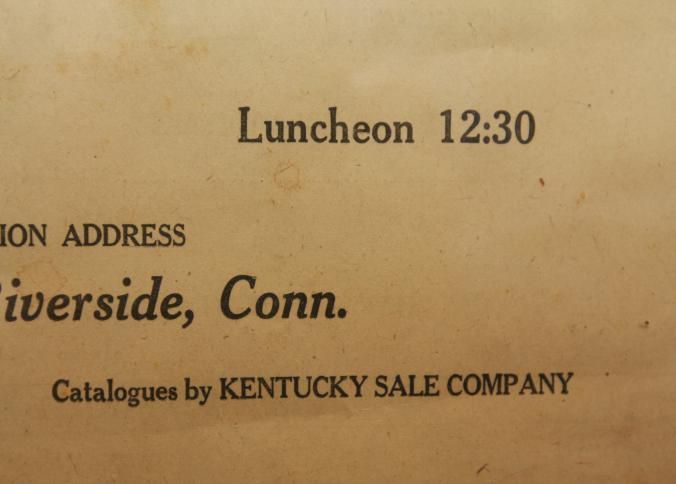 Luncheon 12:30
ION ADDRESS
iverside, Conn.
Catalogues by KENTUCKY SALE COMPANY